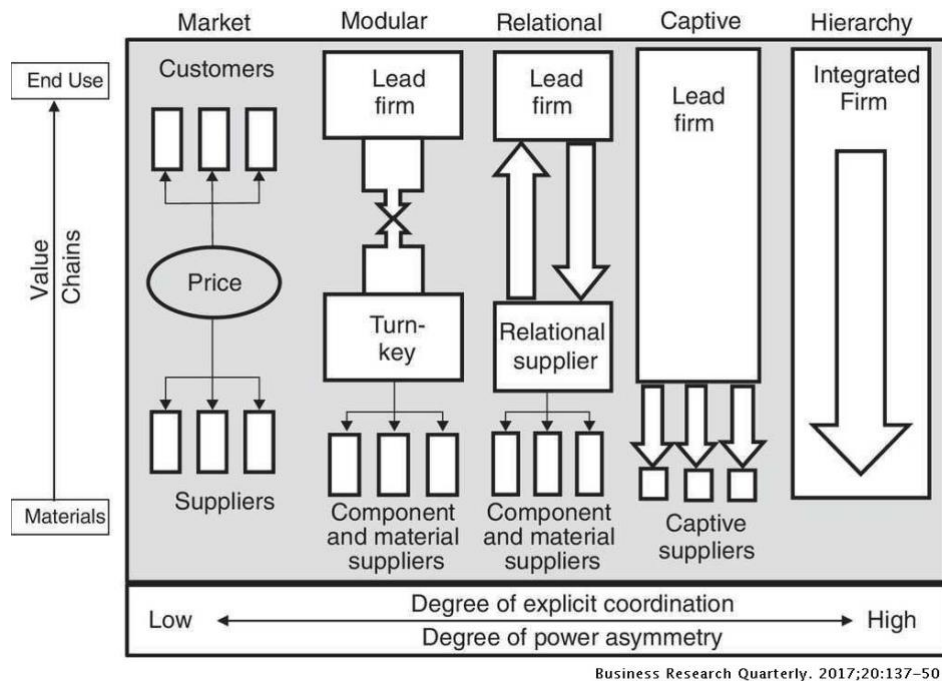 Market
Modular
Relational
Captive
Hierarchy
End Use
Value
Chains
Materials
Customers
Price
Suppliers
Lead
firm
Turn-
key
Component
and material
suppliers
Lead
firm
Relational
supplier
Component
and material
suppliers
Lead
firm
Captive
suppliers
Integrated
Firm
Low
Degree of explicit coordination
Degree of power asymmetry
High
Business Research Quarterly. 2017;20:137–50